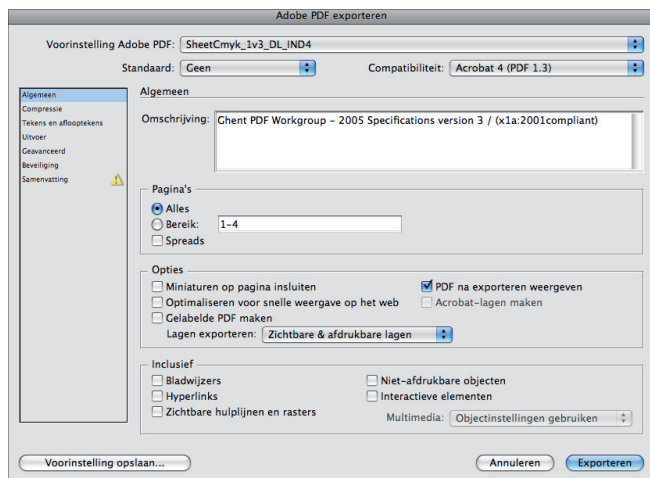 Adobe PDF exporteren
Voorinstelling Adobe PDF: SheetCmyk_1v3_DL_IND4
Standaard: Geen
Compatibiliteit: Acrobat 4 (PDF 1.3)
Algemeen
Compressie
Tekens en aflooptekens
Uitvoer
Geavanceerd
Beveiliging
Samenvatting
Algemeen
Omschrijving: Ghent PDF Workgroup – 2005 Specifications version 3 / (x1a:2001compliant)
Pagina's
Alles
Bereik: 1-4
Spreads
Opties
Miniaturen op pagina insluiten
PDF na exporteren weergeven
Optimaliseren voor snelle weergave op het web
Acrobat-lagen maken
Gelabelde PDF maken
Lagen exporteren: Zichtbare & afdrukbare lagen
Inclusief
Bladwijzers
Niet-afdrukbare objecten
Hyperlinks
Interactieve elementen
Zichtbare hulplijnen en rasters
Multimedia: Objectinstellingen gebruiken
Voorinstelling opslaan...
Annuleren
Exporteren